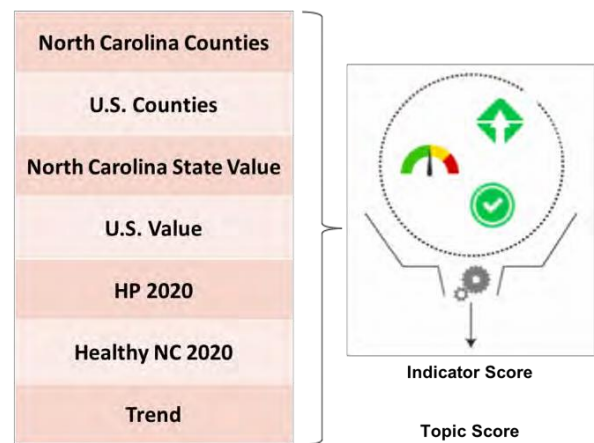 North Carolina Counties
U.S. Counties
North Carolina State Value
U.S. Value
HP 2020
Healthy NC 2020
Trend
Indicator Score
Topic Score